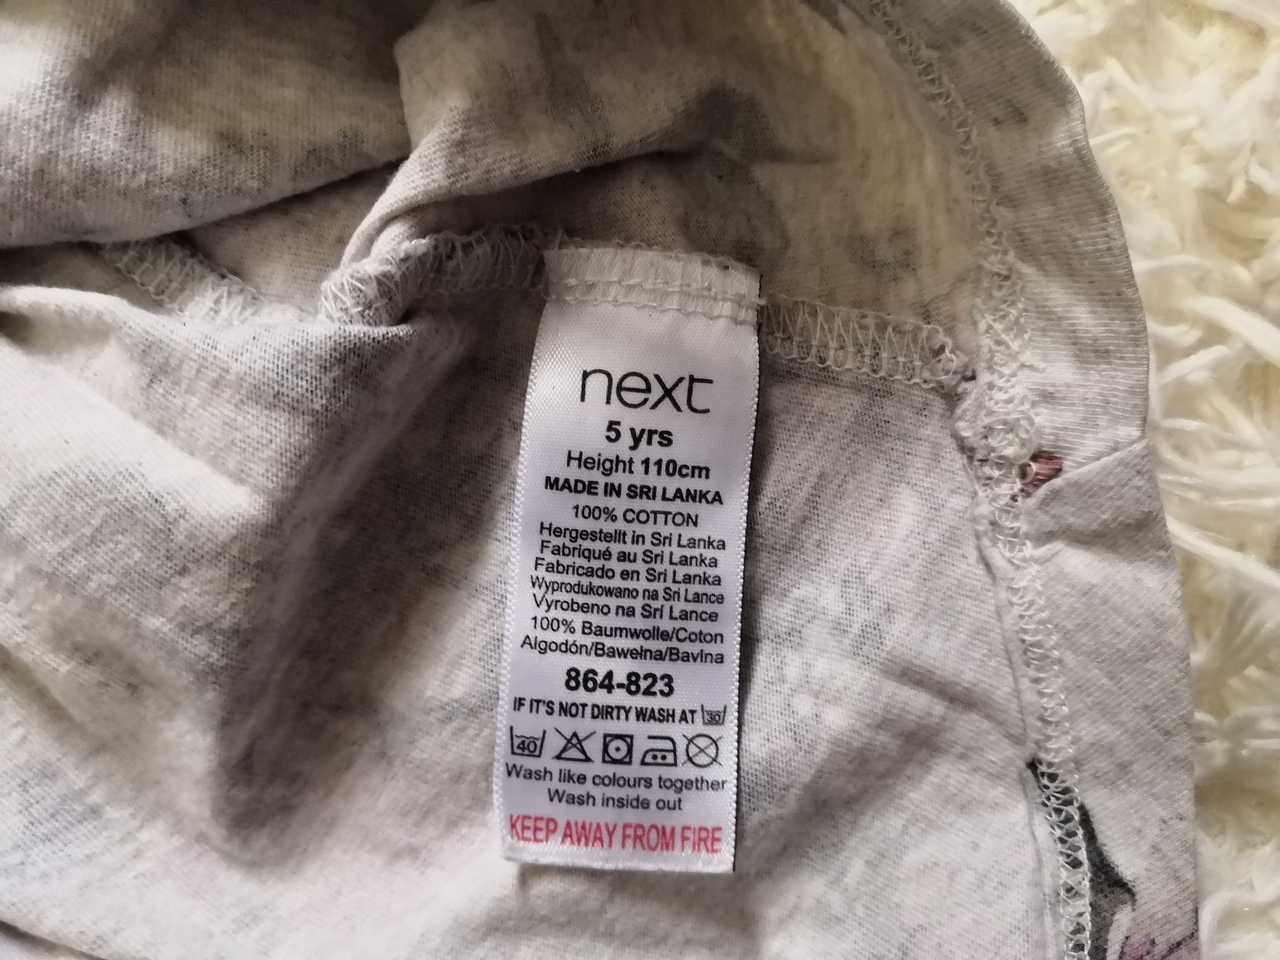 next
5 yrs
Height 110cm
MADE IN SRI LANKA
100% COTTON
Hergestellt in Sri Lanka
Fabriqué au Sri Lanka
Fabricado en Sri Lanka
Wyprodukowano na Sri Lance
Vyrobeno na Srí Lance
100% Baumwolle/Coton
Algodón/Bawełna/Bavlna
864-823
IF IT'S NOT DIRTY WASH AT 30
40
Wash like colours together
Wash inside out
KEEP AWAY FROM FIRE